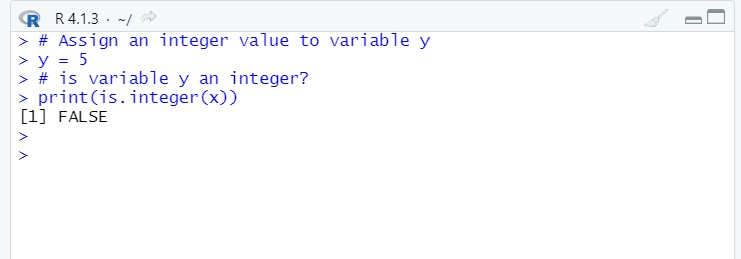 R R 4.1.3 · ~/
> # Assign an integer value to variable y
> y = 5
> # is variable y an integer?
> print(is.integer(x))
[1] FALSE
>
>